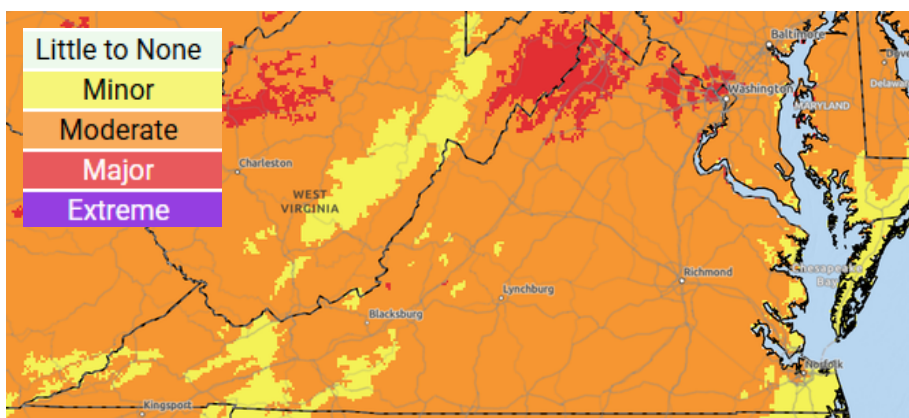 Little to None
Minor
Moderate
Major
Extreme
Baltimore
Dove
Delaware
Washington
MARYLAND
Charleston
WEST
VIRGINIA
Richmond
Chesapeake
Bay
Lynchburg
Blacksburg
Norfolk
Kingsport